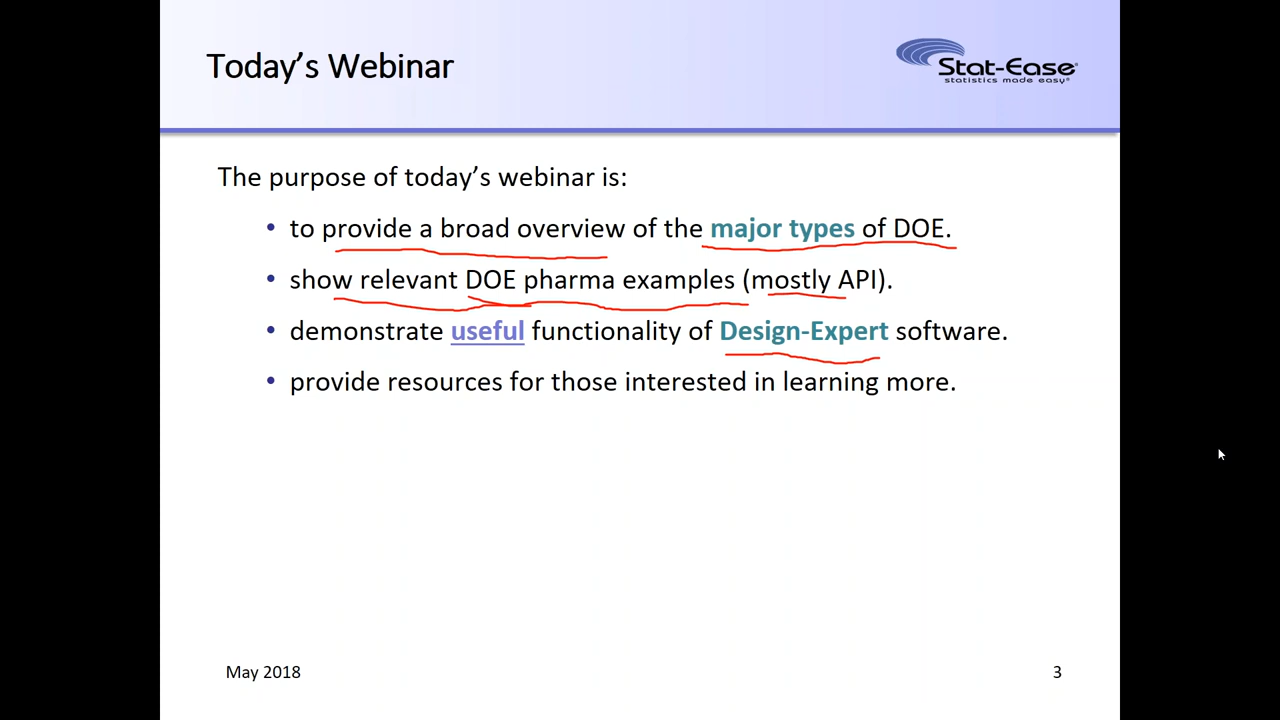 Today’s Webinar
Stat-Ease®
statistics made easy®
The purpose of today’s webinar is:
• to provide a broad overview of the major types of DOE.
• show relevant DOE pharma examples (mostly API).
• demonstrate useful functionality of Design-Expert software.
• provide resources for those interested in learning more.
May 2018
3